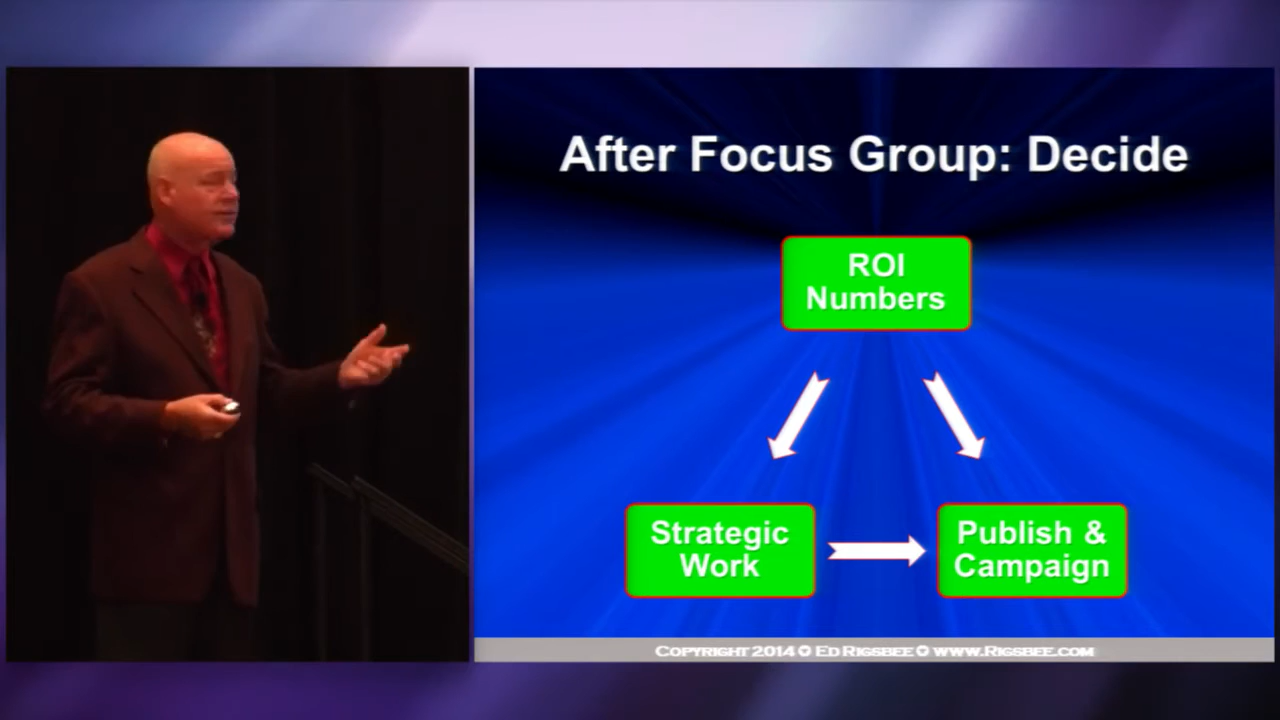 After Focus Group: Decide
ROI
Numbers
Strategic
Work
Publish &
Campaign
Copyright 2014 © Ed Rigsbee © www.Rigsbee.com